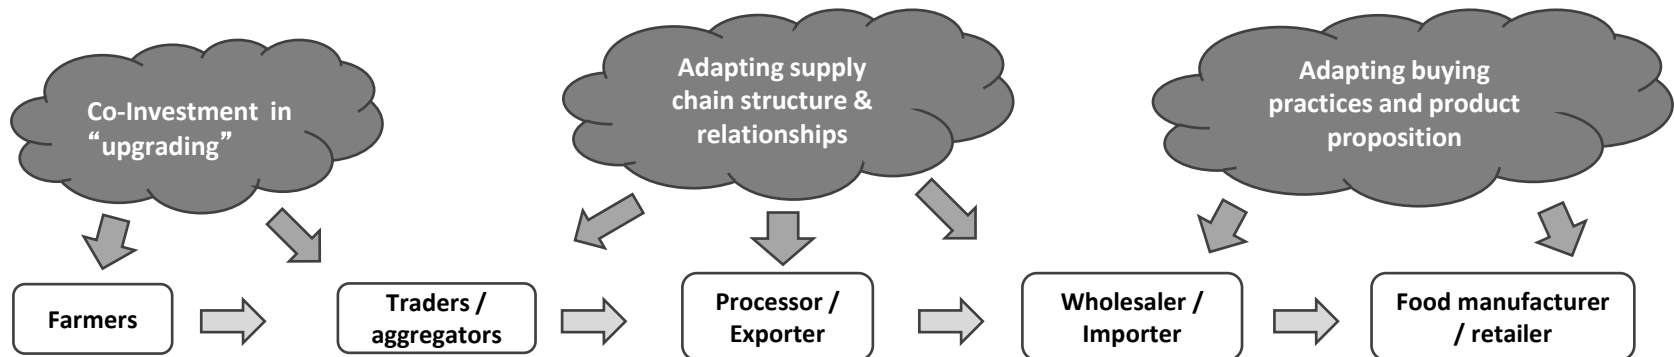 Co-Investment in
“upgrading”
Adapting supply
chain structure &
relationships
Adapting buying
practices and product
proposition
Farmers
Traders /
aggregators
Processor /
Exporter
Wholesaler /
Importer
Food manufacturer
/ retailer